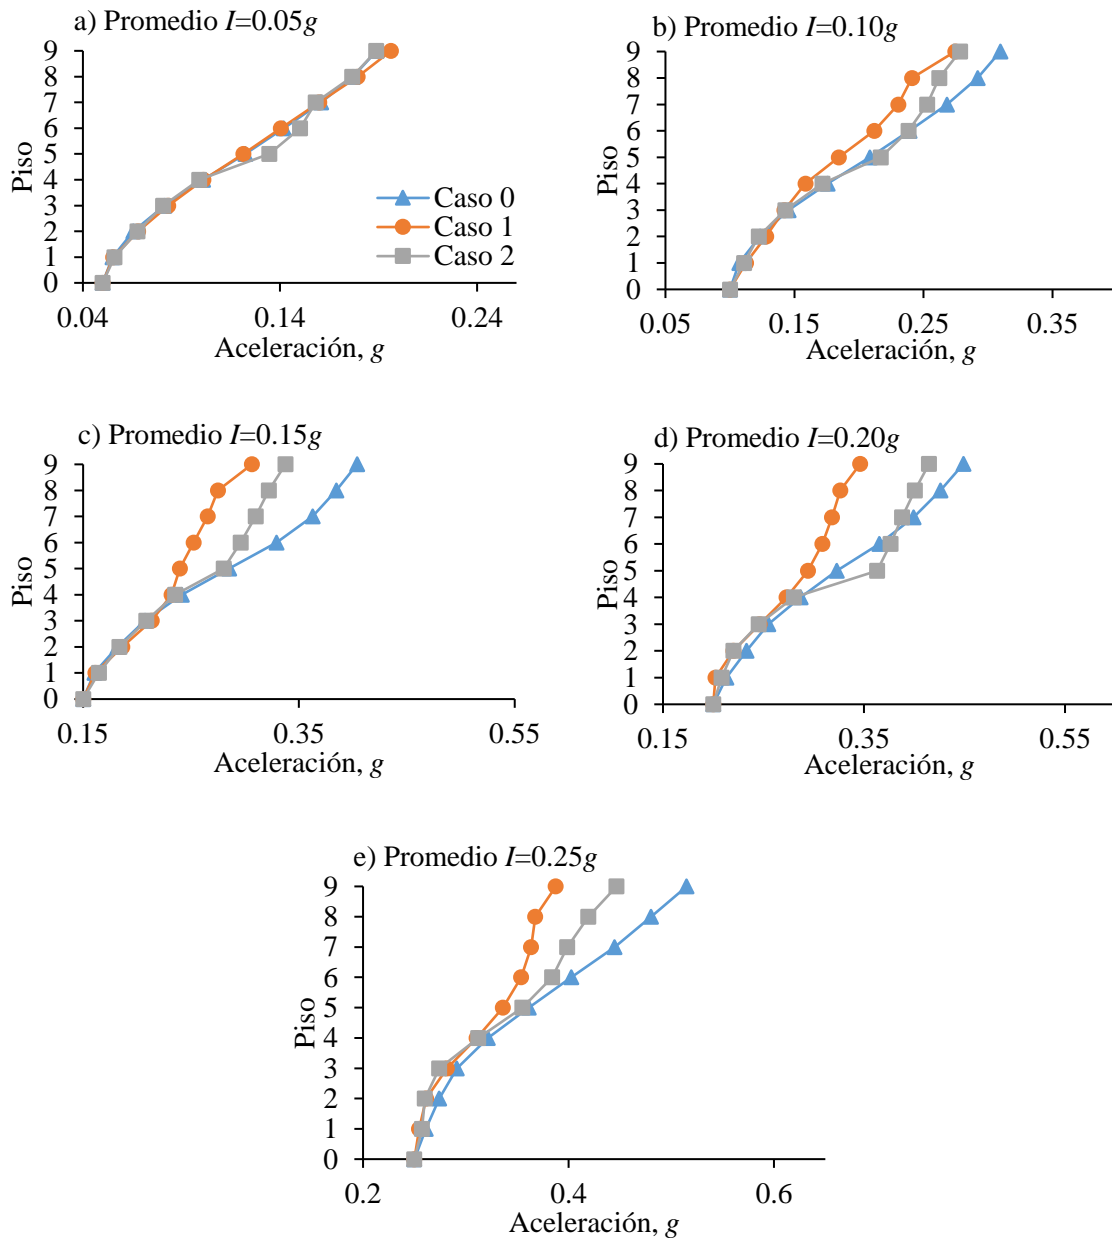 a) Promedio I=0.05g
9
8
7
6
5
4
3
2
1
0
Piso
Caso 0
Caso 1
Caso 2
0.04 0.14 0.24
Aceleración, g
b) Promedio I=0.10g
9
8
7
6
5
4
3
2
1
0
Piso
0.05 0.15 0.25 0.35
Aceleración, g
c) Promedio I=0.15g
9
8
7
6
5
4
3
2
1
0
Piso
0.15 0.35 0.55
Aceleración, g
d) Promedio I=0.20g
9
8
7
6
5
4
3
2
1
0
Piso
0.15 0.35 0.55
Aceleración, g
e) Promedio I=0.25g
9
8
7
6
5
4
3
2
1
0
Piso
0.2 0.4 0.6
Aceleración, g